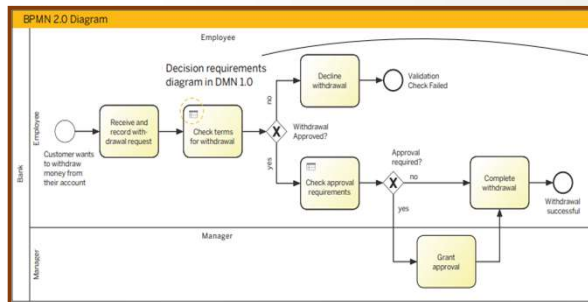 BPMN 2.0 Diagram
Employee
Bank
Employee
Decision requirements
diagram in DMN 1.0
Receive and
record with-
drawal request
Check terms
for withdrawal
Customer wants
to withdraw
money from
their account
no
Decline
withdrawal
Validation
Check Failed
Withdrawal
Approved?
yes
Check approval
requirements
Approval
required?
no
Complete
withdrawal
Withdrawal
successful
yes
Manager
Manager
Grant
approval